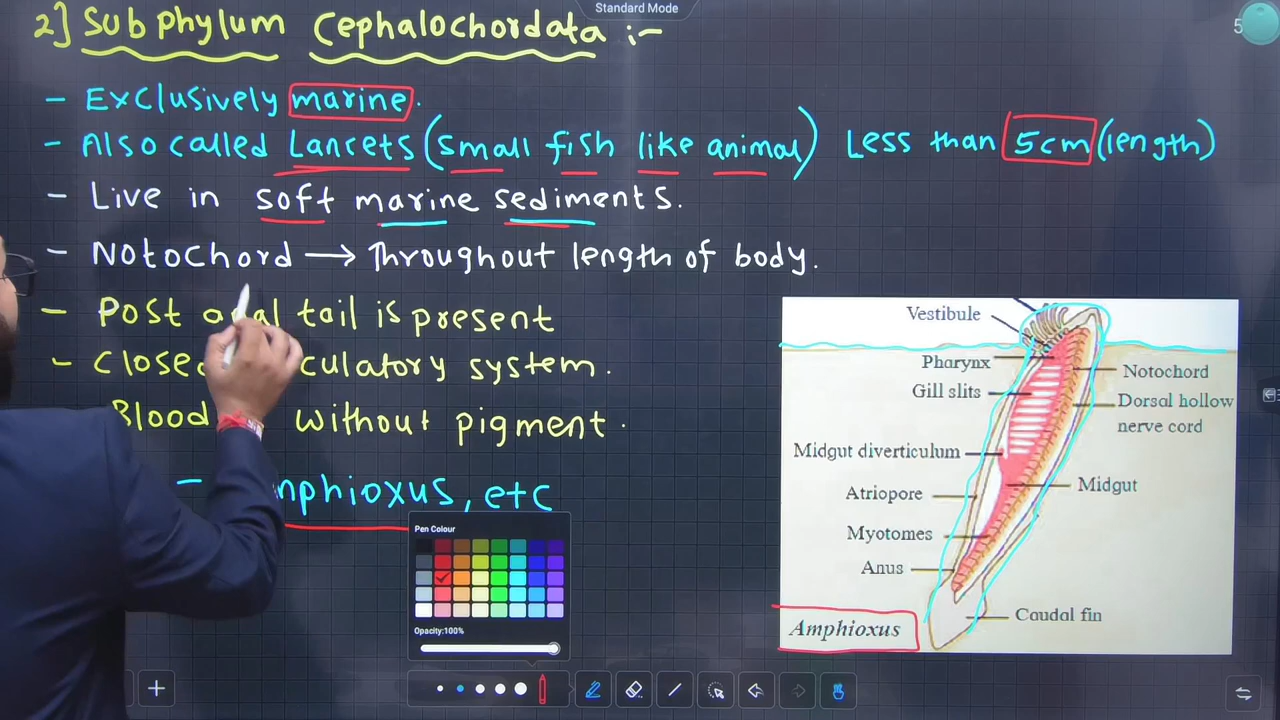 Standard Mode
5
2] Subphylum Cephalochordata :-
- Exclusively marine.
- Also called Lancets (small fish like animal) Less than 5cm (length)
- Live in soft marine sediments.
- Notochord → Throughout length of body.
- Post tail is present
- system.
Blood without pigment.
- Amphioxus, etc
Vestibule
Pharynx
Notochord
Gill slits
Dorsal hollow
nerve cord
Midgut diverticulum
Midgut
Atriopore
Myotomes
Anus
Caudal fin
Amphioxus
Pen Colour
Opacity:100%